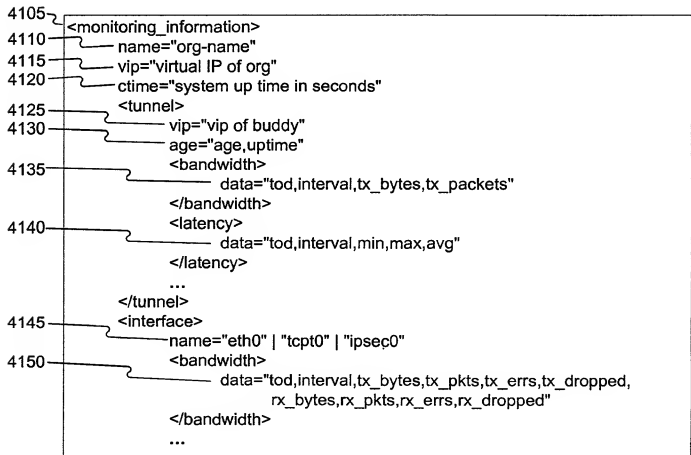 4105 <monitoring_information>
4110 name="org-name"
4115 vip="virtual IP of org"
4120 ctime="system up time in seconds"
<tunnel>
4125 vip="vip of buddy"
4130 age="age,uptime"
<bandwidth>
4135 data="tod,interval,tx_bytes,tx_packets"
</bandwidth>
<latency>
4140 data="tod,interval,min,max,avg"
</latency>
...
</tunnel>
<interface>
4145 name="eth0" | "tcpt0" | "ipsec0"
<bandwidth>
4150 data="tod,interval,tx_bytes,tx_pkts,tx_errs,tx_dropped,
rx_bytes,rx_pkts,rx_errs,rx_dropped"
</bandwidth>
...